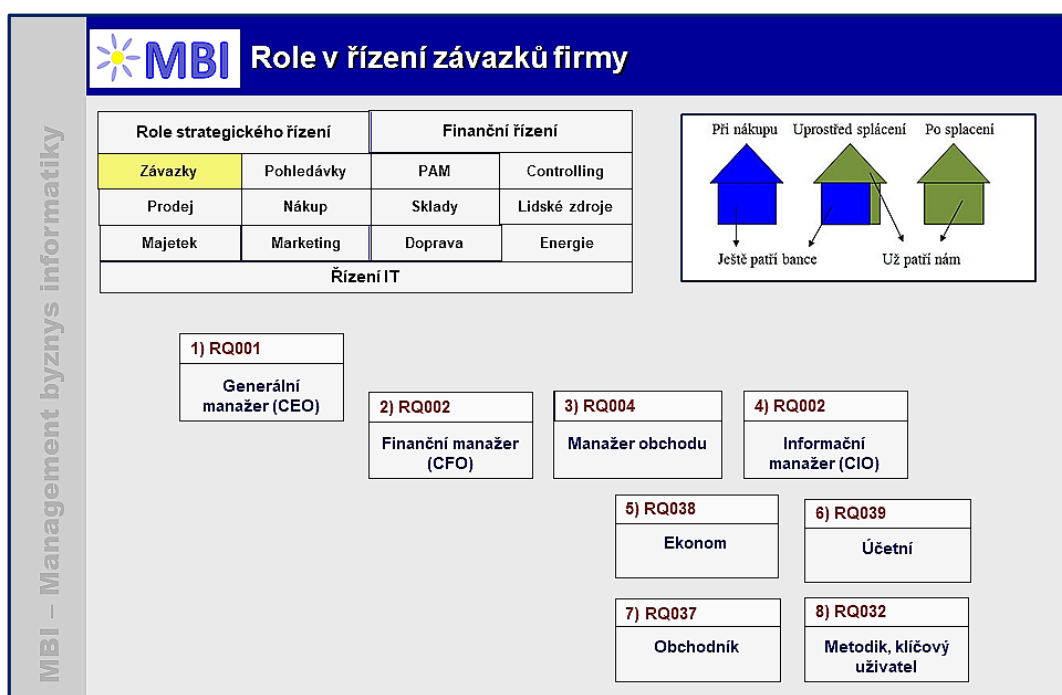 MBI
Role v řízení závazků firmy
MBI – Management byznys informatiky
Role strategického řízení
Finanční řízení
Závazky
Pohledávky
PAM
Controlling
Prodej
Nákup
Sklady
Lidské zdroje
Majetek
Marketing
Doprava
Energie
Řízení IT
Při nákupu
Uprostřed splácení
Po splacení
Ještě patří bance
Už patří nám
1) RQ001
Generální
manažer (CEO)
2) RQ002
Finanční manažer
(CFO)
3) RQ004
Manažer obchodu
4) RQ002
Informační
manažer (CIO)
5) RQ038
Ekonom
6) RQ039
Účetní
7) RQ037
Obchodník
8) RQ032
Metodik, klíčový
uživatel